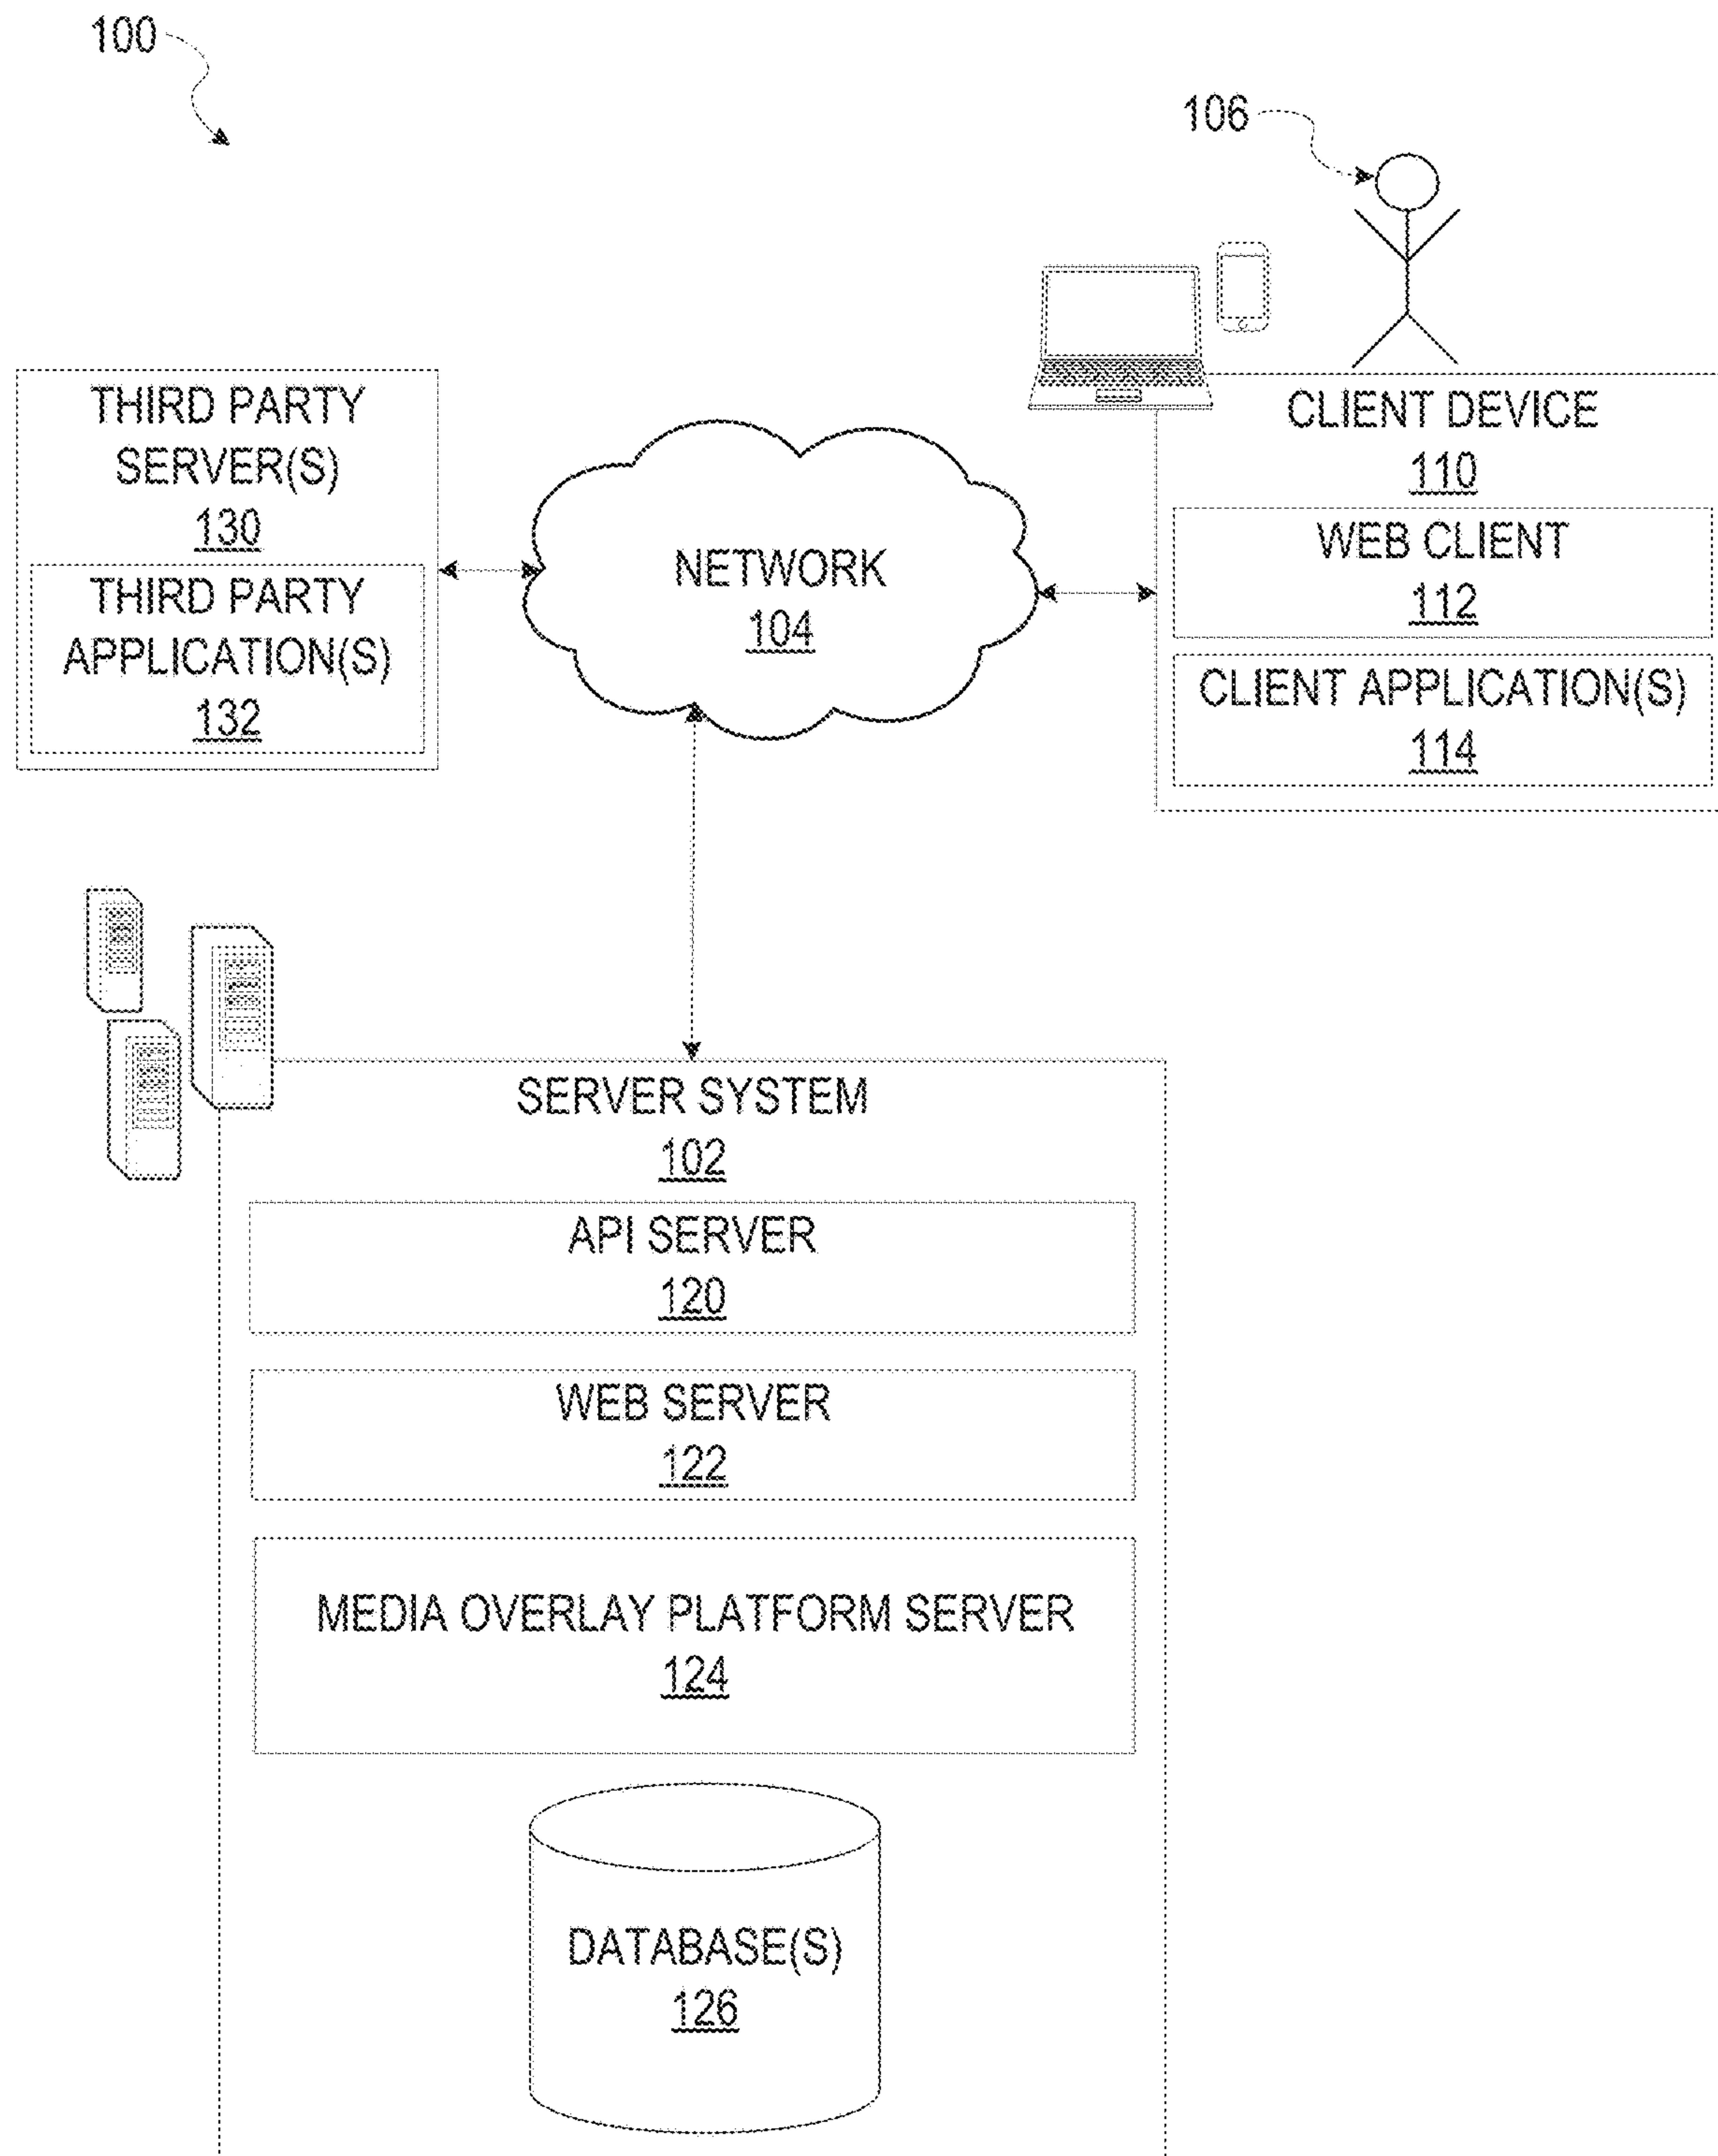 100
106
THIRD PARTY
SERVER(S)
130
THIRD PARTY
APPLICATION(S)
132
NETWORK
104
CLIENT DEVICE
110
WEB CLIENT
112
CLIENT APPLICATION(S)
114
SERVER SYSTEM
102
API SERVER
120
WEB SERVER
122
MEDIA OVERLAY PLATFORM SERVER
124
DATABASE(S)
126